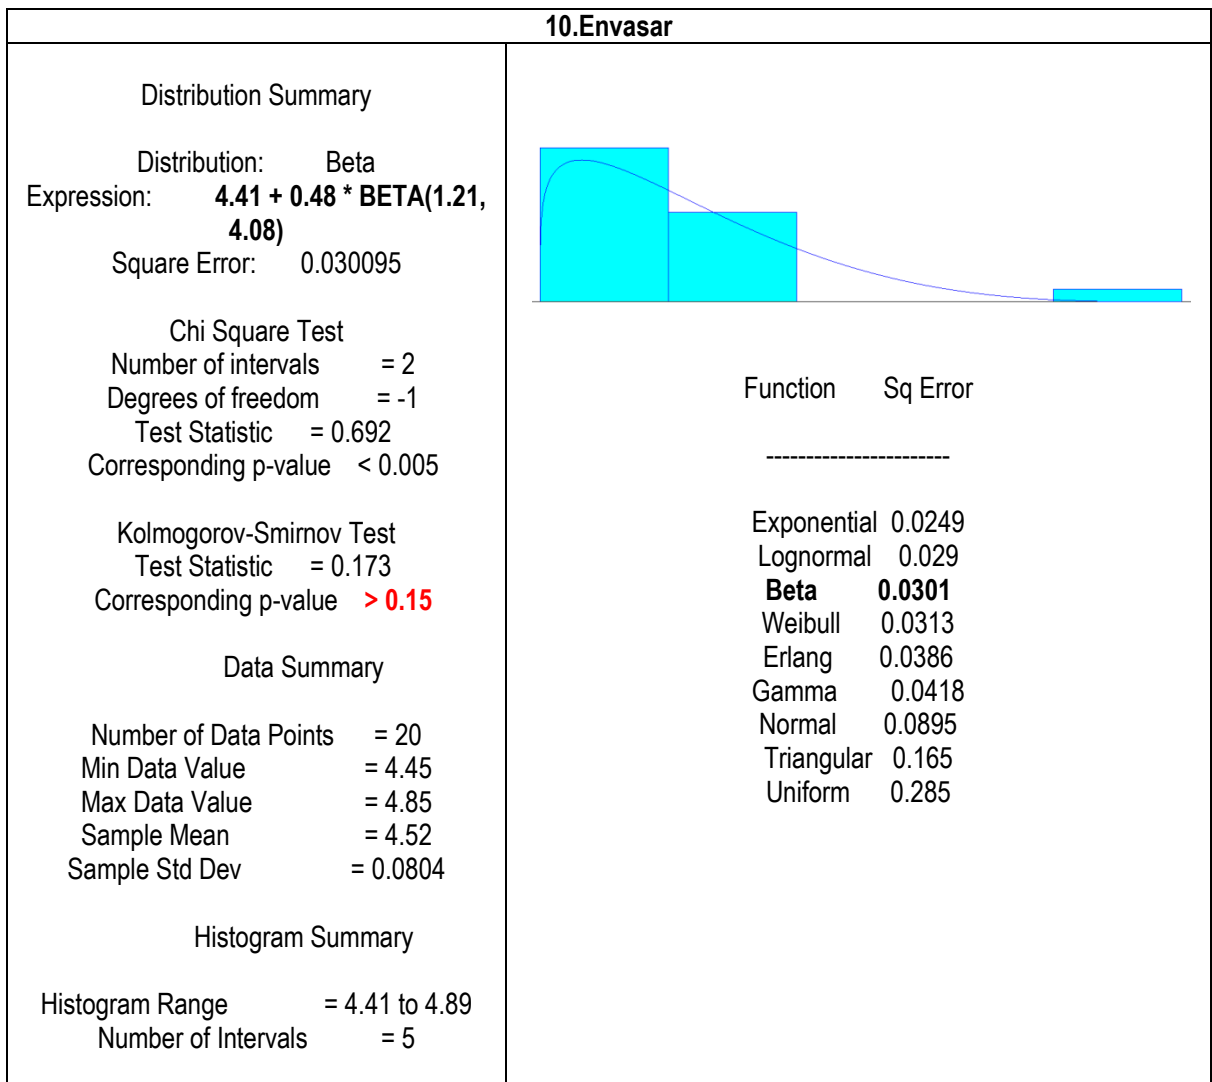 10.Envasar
Distribution Summary
Distribution: Beta
Expression: 4.41 + 0.48 * BETA(1.21,
4.08)
Square Error: 0.030095
Chi Square Test
Number of intervals = 2
Degrees of freedom = -1
Test Statistic = 0.692
Corresponding p-value < 0.005
Kolmogorov-Smirnov Test
Test Statistic = 0.173
Corresponding p-value > 0.15
Data Summary
Number of Data Points = 20
Min Data Value = 4.45
Max Data Value = 4.85
Sample Mean = 4.52
Sample Std Dev = 0.0804
Histogram Summary
Histogram Range = 4.41 to 4.89
Number of Intervals = 5
Function Sq Error
-----------------------
Exponential 0.0249
Lognormal 0.029
Beta 0.0301
Weibull 0.0313
Erlang 0.0386
Gamma 0.0418
Normal 0.0895
Triangular 0.165
Uniform 0.285